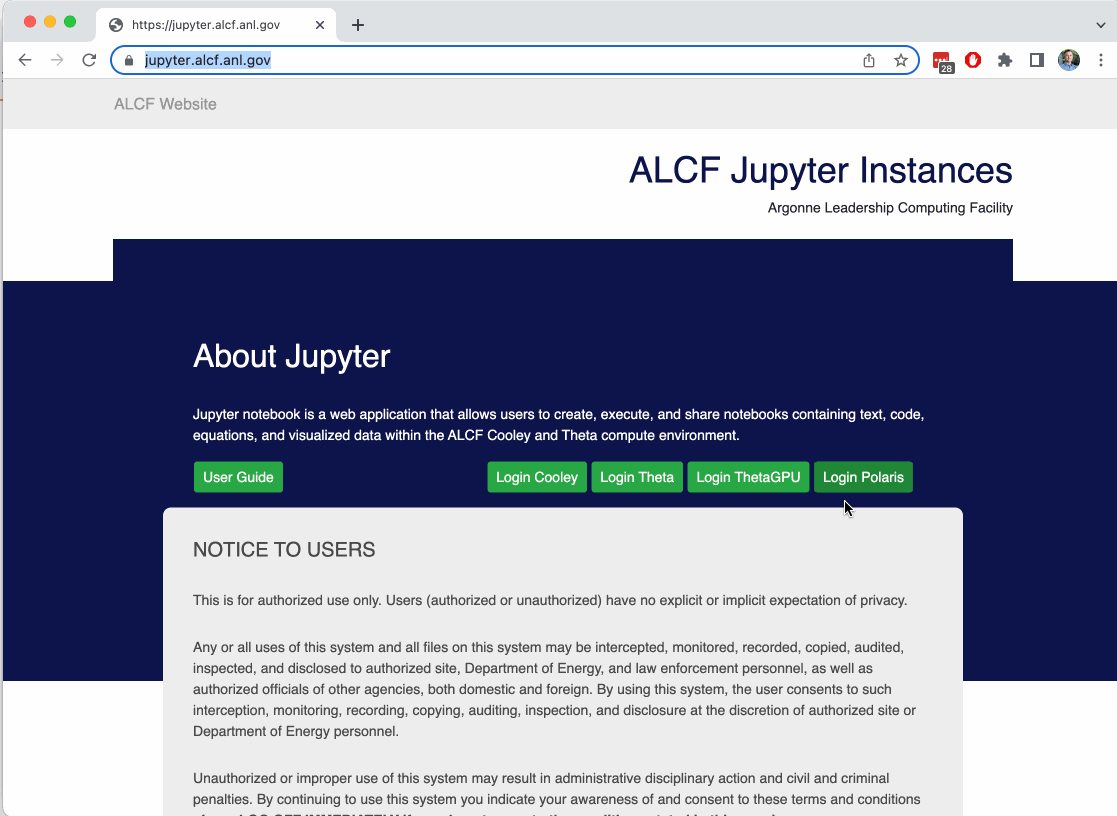 https://jupyter.alcf.anl.gov
jupyter.alcf.anl.gov
28
ALCF Website
ALCF Jupyter Instances
Argonne Leadership Computing Facility
About Jupyter
Jupyter notebook is a web application that allows users to create, execute, and share notebooks containing text, code,
equations, and visualized data within the ALCF Cooley and Theta compute environment.
User Guide Login Cooley Login Theta Login ThetaGPU Login Polaris
NOTICE TO USERS
This is for authorized use only. Users (authorized or unauthorized) have no explicit or implicit expectation of privacy.
Any or all uses of this system and all files on this system may be intercepted, monitored, recorded, copied, audited,
inspected, and disclosed to authorized site, Department of Energy, and law enforcement personnel, as well as
authorized officials of other agencies, both domestic and foreign. By using this system, the user consents to such
interception, monitoring, recording, copying, auditing, inspection, and disclosure at the discretion of authorized site or
Department of Energy personnel.
Unauthorized or improper use of this system may result in administrative disciplinary action and civil and criminal
penalties. By continuing to use this system you indicate your awareness of and consent to these terms and conditions